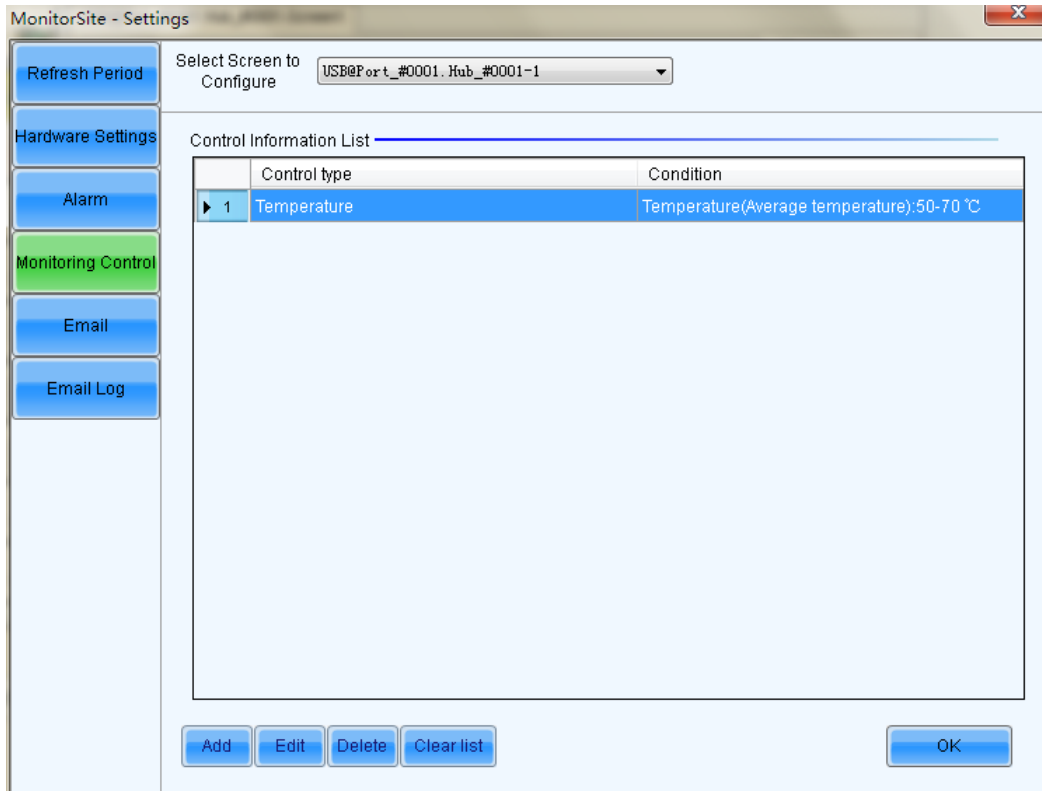 MonitorSite - Settings
Refresh Period
Hardware Settings
Alarm
Monitoring Control
Email
Email Log
Select Screen to
Configure
USB@Port_#0001.Hub_#0001-1
Control Information List
Control type Condition
1 Temperature Temperature(Average temperature):50-70 ℃
Add Edit Delete Clear list OK